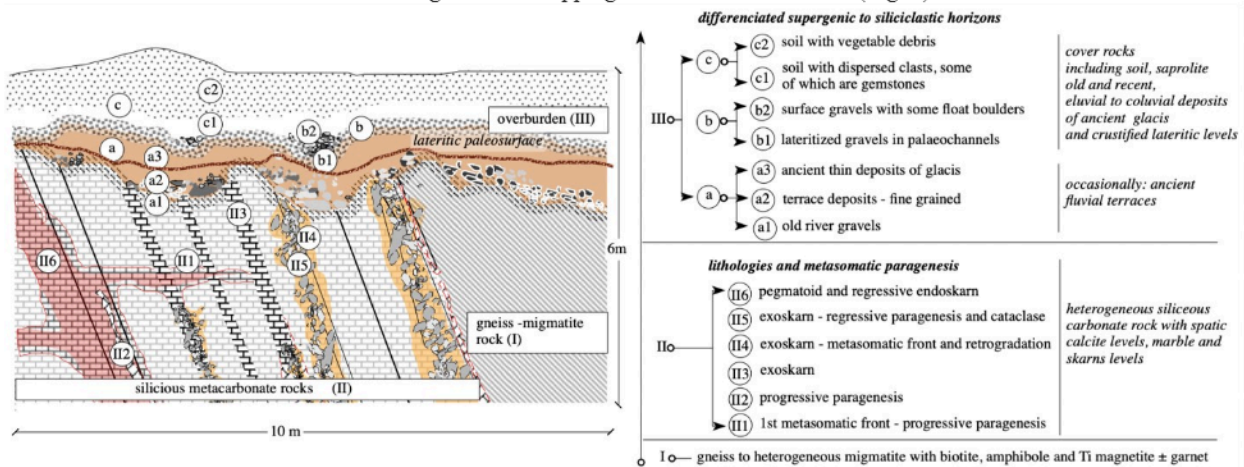 differenciated supergenic to siliciclastic horizons
c2
c
c1
overburden (III)
b2
b
a
a3
b1
lateritic paleosurface
a2
a1
II3
II4
6m
II6
II1
II5
gneiss -migmatite
rock (I)
II2
silicious metacarbonate rocks (II)
10 m
III
c
c2 soil with vegetable debris
c1 soil with dispersed clasts, some
of which are gemstones
b
b2 surface gravels with some float boulders
b1 lateritized gravels in palaeochannels
a
a3 ancient thin deposits of glacis
a2 terrace deposits - fine grained
a1 old river gravels
cover rocks
including soil, saprolite
old and recent,
eluvial to coluvial deposits
of ancient glacis
and crustified lateritic levels
occasionally: ancient
fluvial terraces
lithologies and metasomatic paragenesis
II
II6 pegmatoid and regressive endoskarn
II5 exoskarn - regressive paragenesis and cataclase
II4 exoskarn - metasomatic front and retrogradation
II3 exoskarn
II2 progressive paragenesis
II1 1st metasomatic front - progressive paragenesis
heterogeneous siliceous
carbonate rock with spatic
calcite levels, marble and
skarns levels
I gneiss to heterogeneous migmatite with biotite, amphibole and Ti magnetite ± garnet